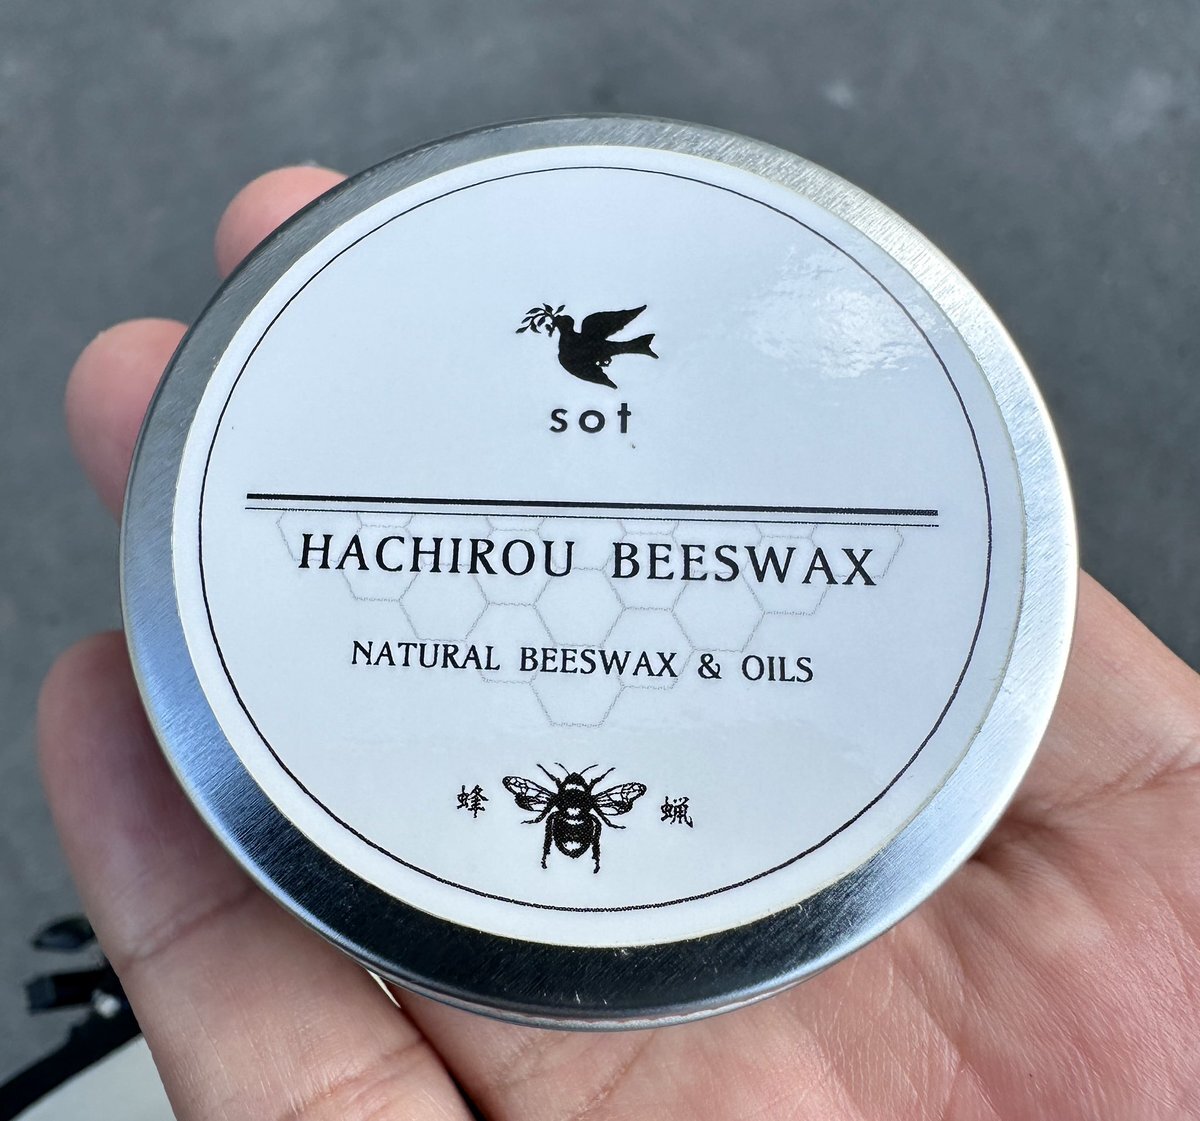 sot
HACHIROU BEESWAX
NATURAL BEESWAX & OILS
蜂 蝋